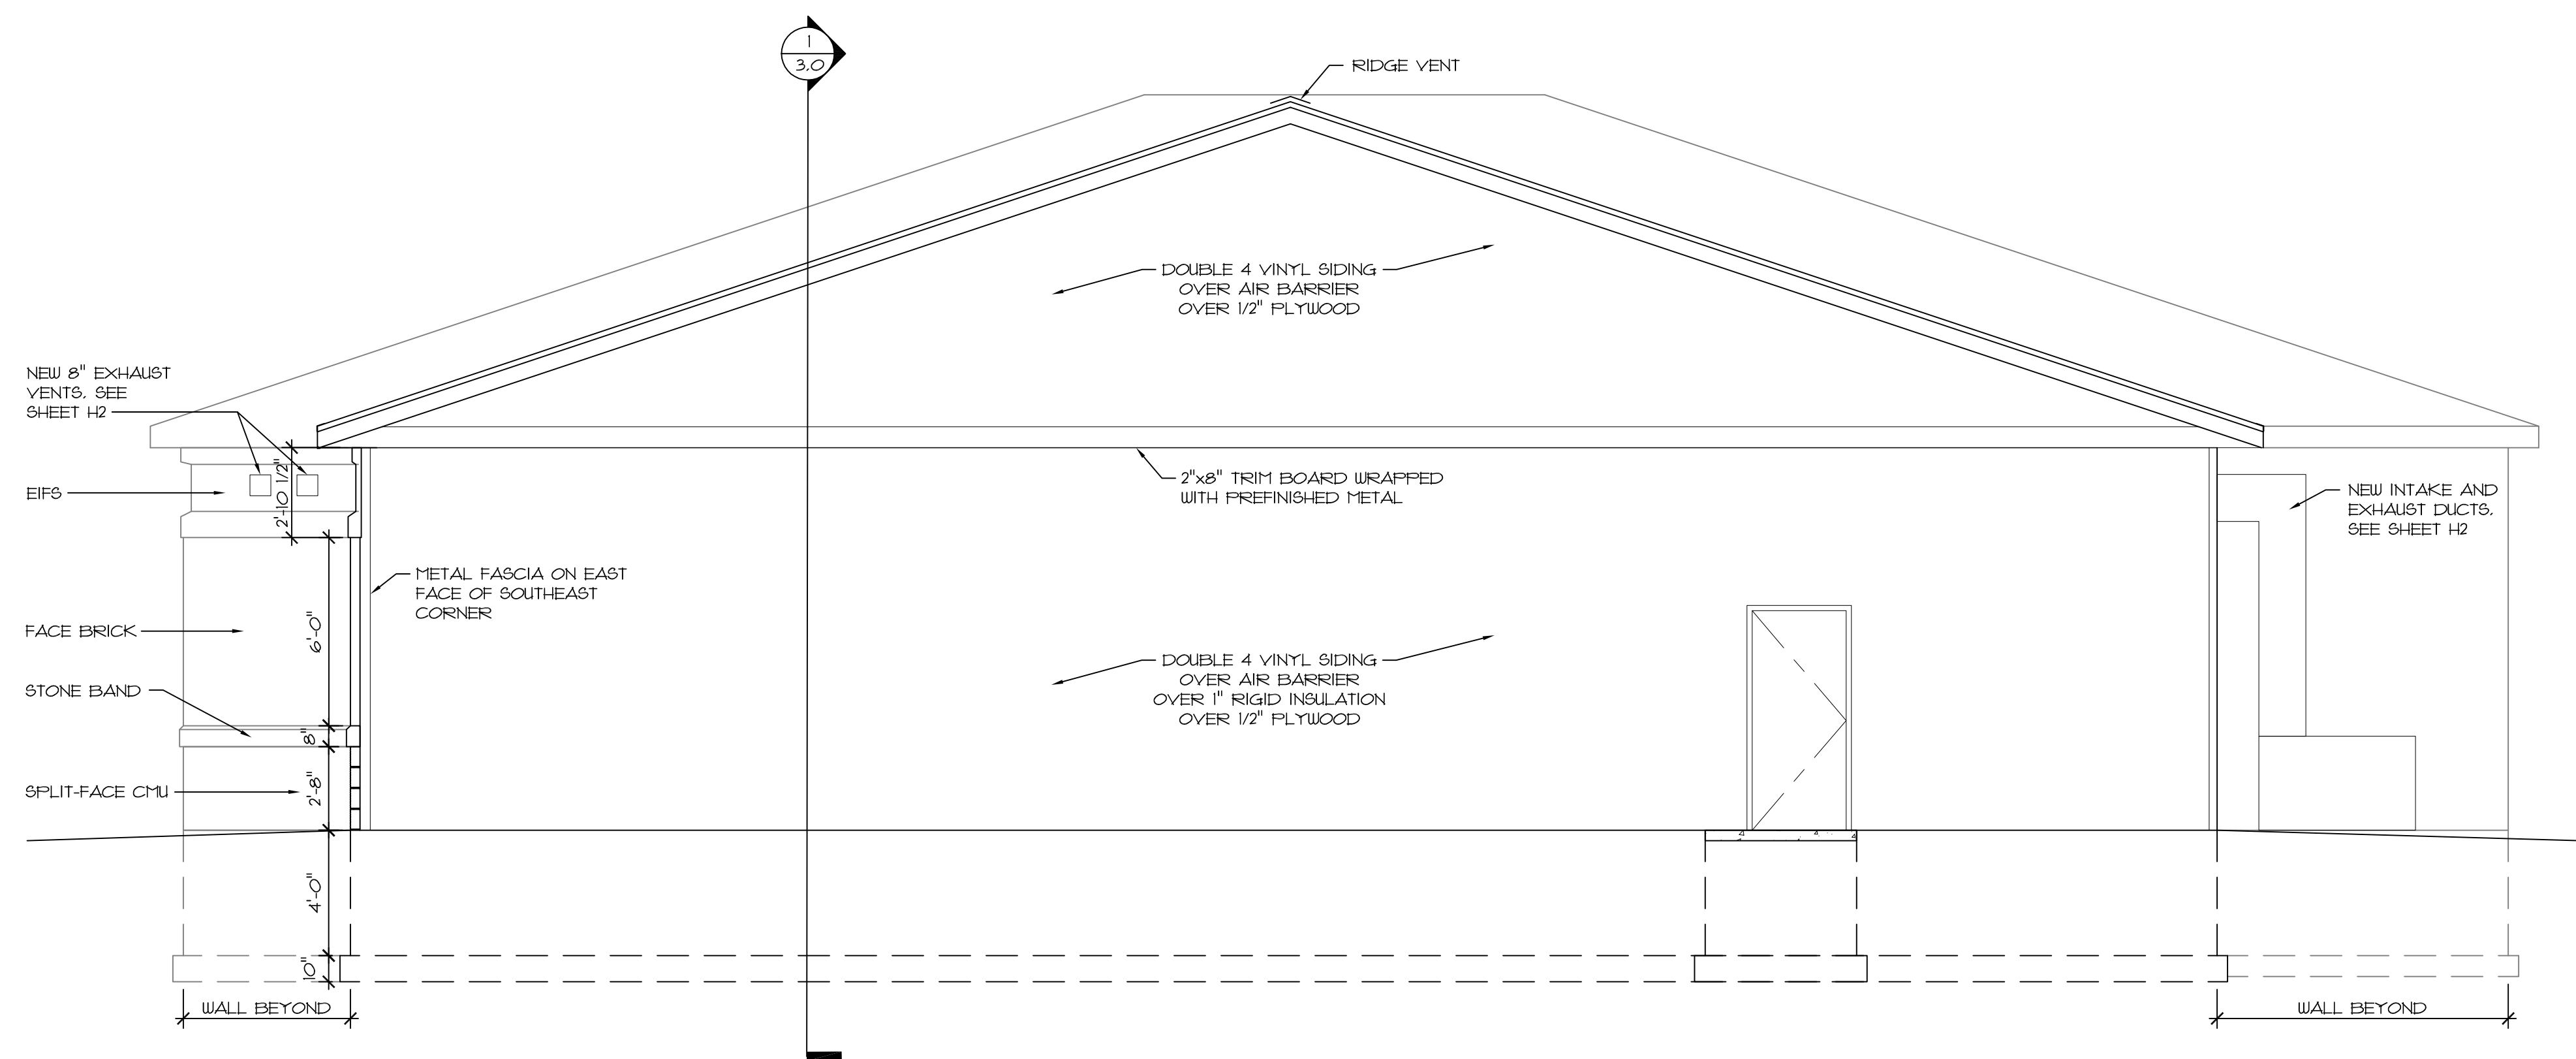 1
3.0
RIDGE VENT
DOUBLE 4 VINYL SIDING
OVER AIR BARRIER
OVER 1/2" PLYWOOD
NEW 8" EXHAUST
VENTS, SEE
SHEET H2
2'-10 1/2"
EIFS
2"x8" TRIM BOARD WRAPPED
WITH PREFINISHED METAL
NEW INTAKE AND
EXHAUST DUCTS,
SEE SHEET H2
METAL FASCIA ON EAST
FACE OF SOUTHEAST
CORNER
6'-0"
FACE BRICK
DOUBLE 4 VINYL SIDING
OVER AIR BARRIER
OVER 1" RIGID INSULATION
OVER 1/2" PLYWOOD
STONE BAND
8"
SPLIT-FACE CMU
2'-8"
4'-0"
10"
WALL BEYOND
WALL BEYOND